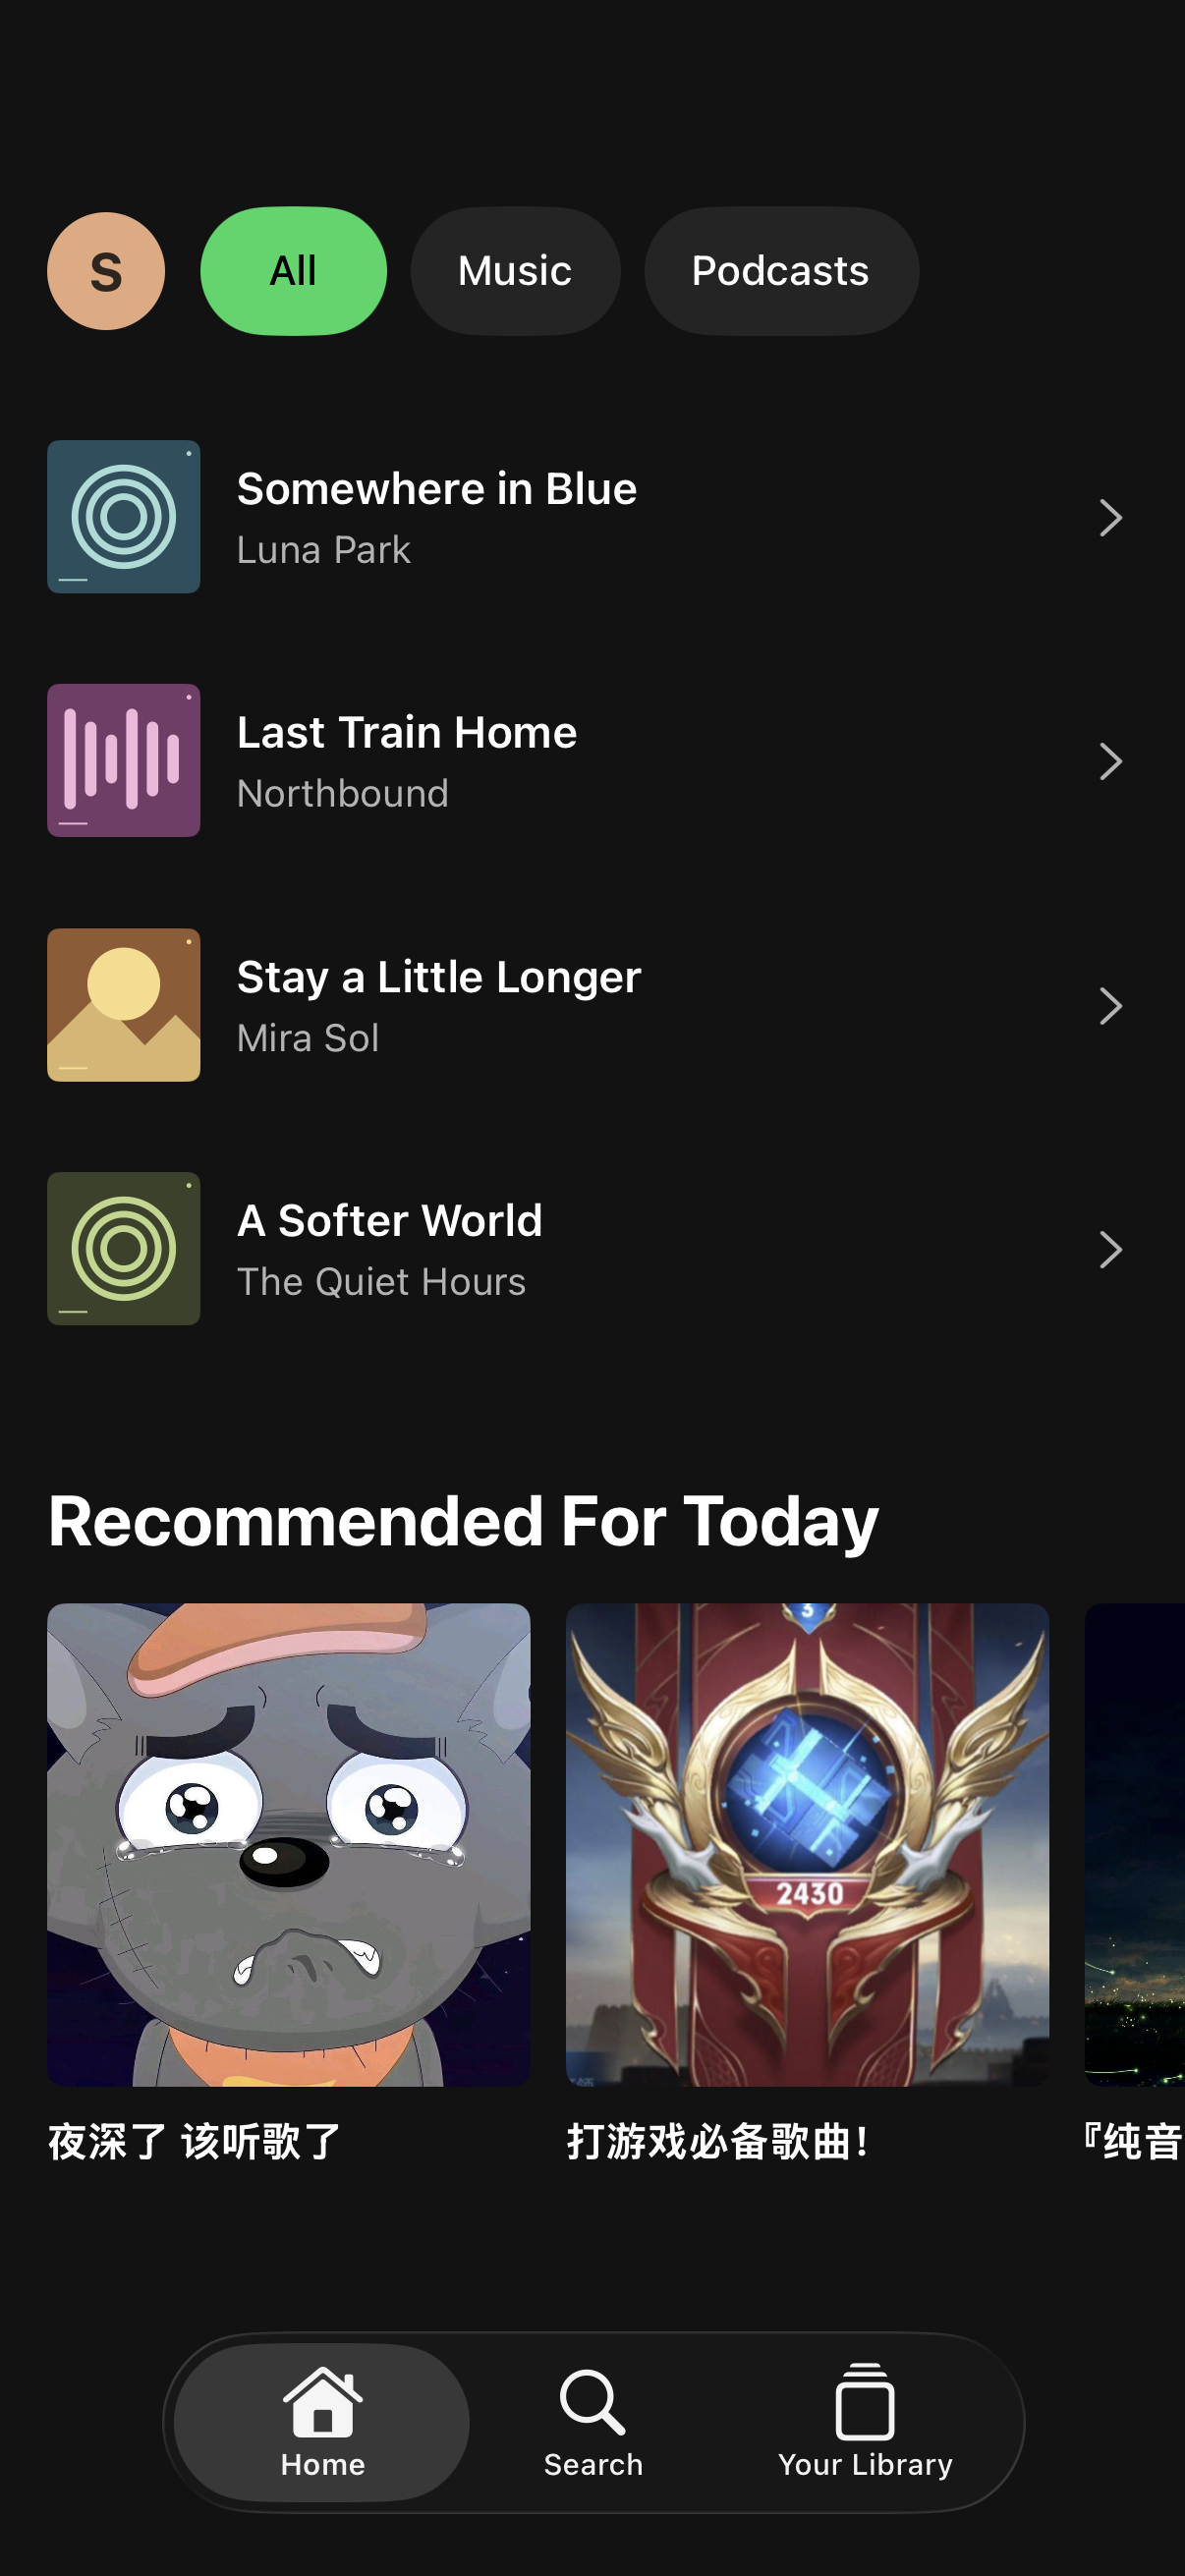 S
All
Music
Podcasts
Somewhere in Blue
Luna Park
Last Train Home
Northbound
Stay a Little Longer
Mira Sol
A Softer World
The Quiet Hours
Recommended For Today
2430
夜深了 该听歌了
打游戏必备歌曲！
『纯音
Home
Search
Your Library